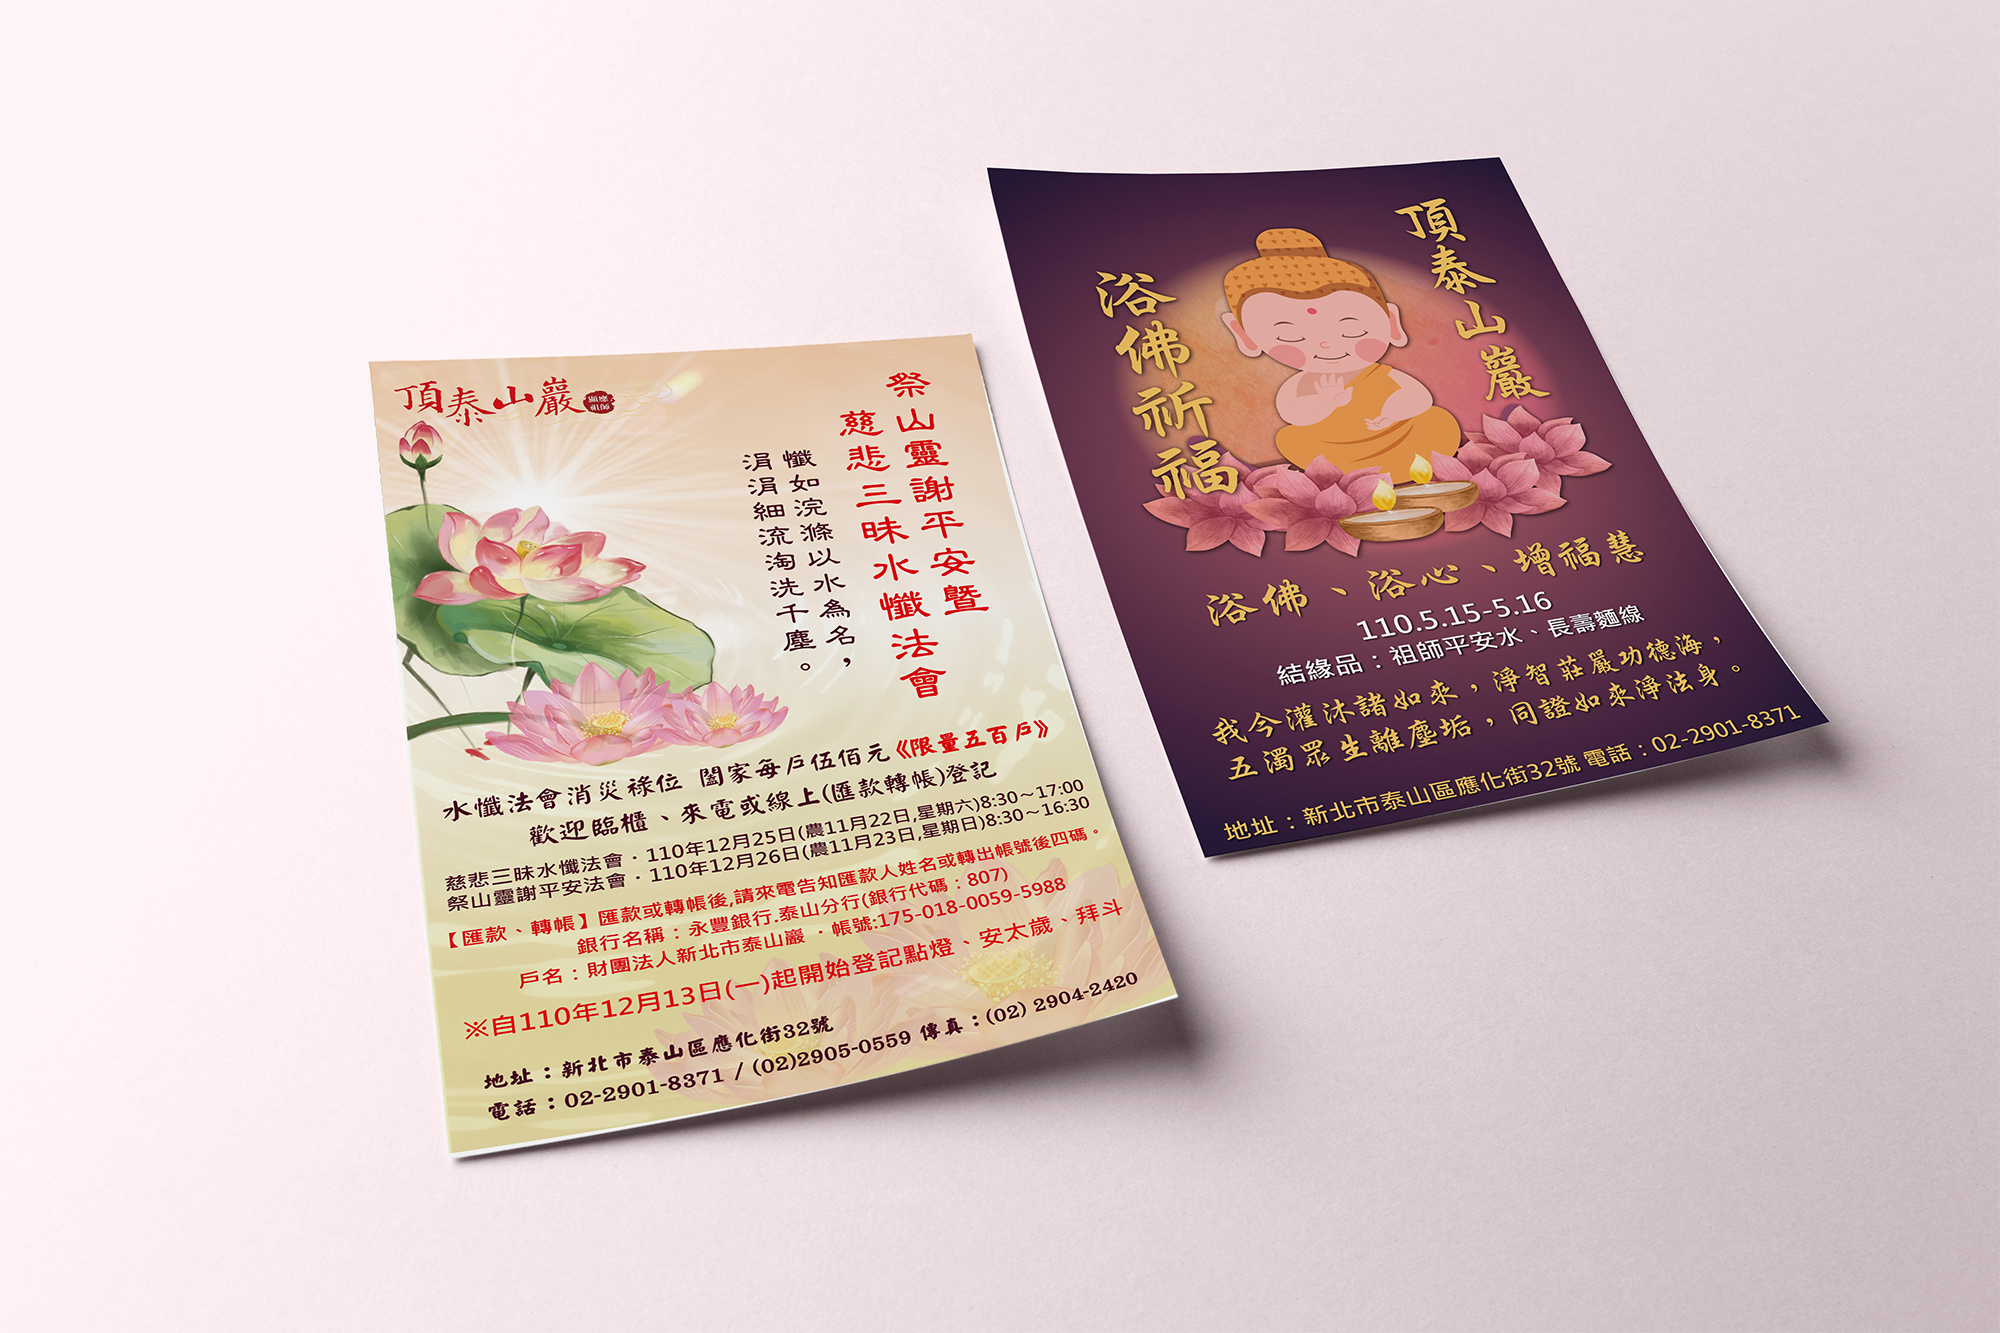 頂泰山巖
顯應
祖師
祭山靈謝平安暨
慈悲三昧水懺法會
懺如浣滌以水為名，
涓涓細流淘洗千塵。
水懺法會消災祿位 闔家每戶伍佰元《限量五百戶》
歡迎臨櫃、來電或線上(匯款轉帳)登記
慈悲三昧水懺法會・110年12月25日(農11月22日,星期六)8:30～17:00
祭山靈謝平安法會・110年12月26日(農11月23日,星期日)8:30～16:30
【匯款、轉帳】匯款或轉帳後,請來電告知匯款人姓名或轉出帳號後四碼。
銀行名稱：永豐銀行.泰山分行(銀行代碼：807)
戶名：財團法人新北市泰山巖 ・帳號:175-018-0059-5988
※自110年12月13日(一)起開始登記點燈、安太歲、拜斗
地址：新北市泰山區應化街32號
電話：02-2901-8371 / (02)2905-0559 傳真：(02) 2904-2420
頂泰山巖
浴佛祈福
浴佛、浴心、增福慧
110.5.15-5.16
結緣品：祖師平安水、長壽麵線
我今灌沐諸如來，淨智莊嚴功德海，
五濁眾生離塵垢，同證如來淨法身。
地址：新北市泰山區應化街32號 電話：02-2901-8371